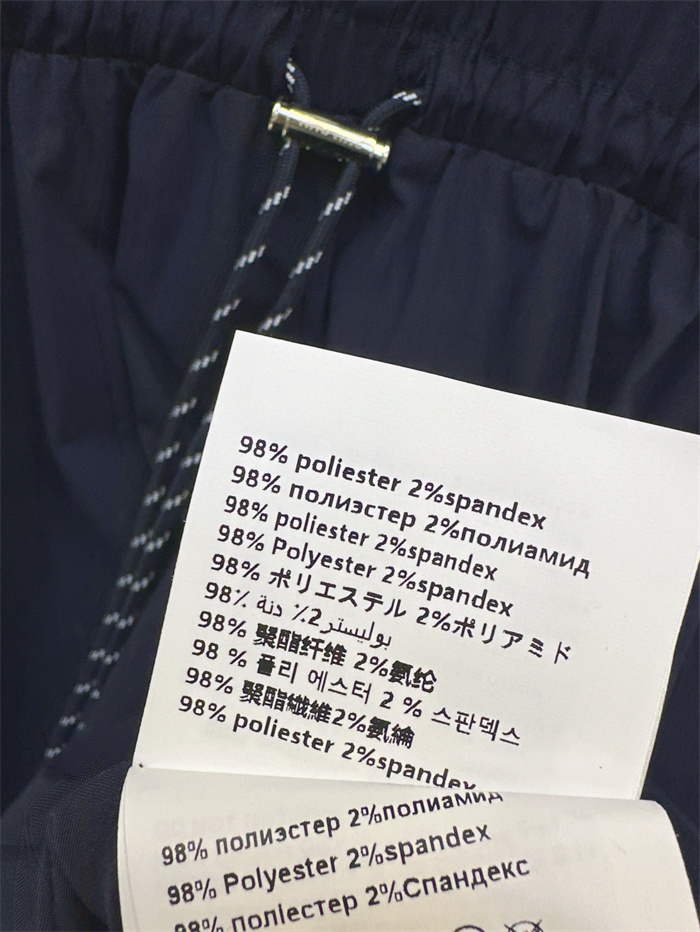 98% poliester 2%spandex
98% полиэстер 2%полиамид
98% poliester 2%spandex
98% Polyester 2%spandex
98% ポリエステル 2%ポリアミド
98٪ دنة ٪2بوليستر
98% 聚酯纤维 2%氨纶
98 % 폴리 에스터 2 % 스판덱스
98% 聚酯纖維2%氨綸
98% poliester 2%spandex
98% полиэстер 2%полиамид
98% Polyester 2%spandex
98% поліестер 2%Спандекс